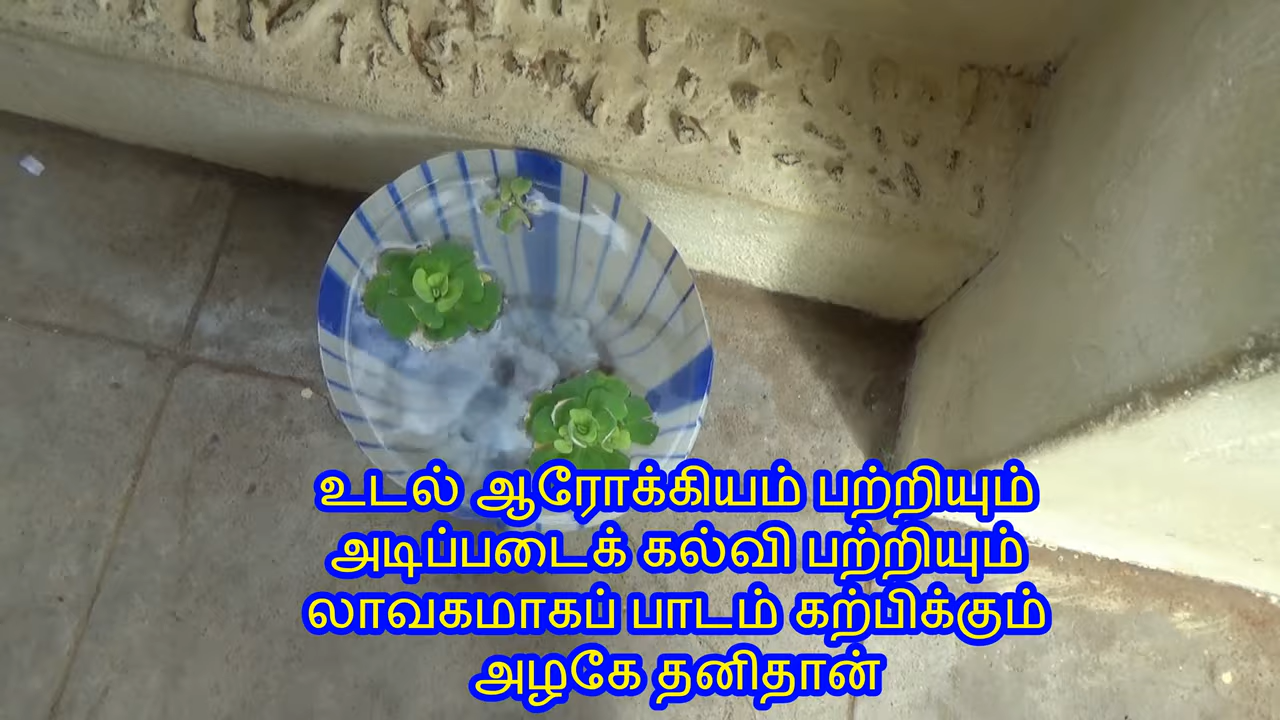 உடல் ஆரோக்கியம் பற்றியும்
அடிப்படைக் கல்வி பற்றியும்
லாவகமாகப் பாடம் கற்பிக்கும்
அழகே தனிதான்